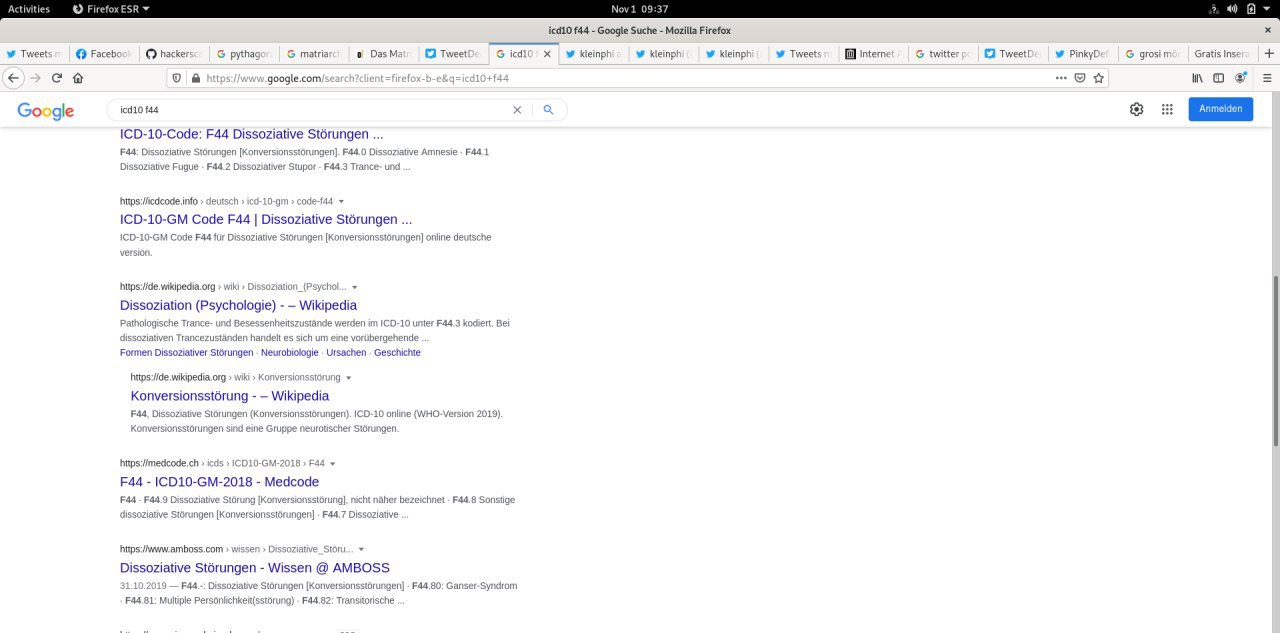 Activities Firefox ESR Nov 1 09:37
icd10 f44 - Google Suche - Mozilla Firefox
Tweets m Facebook hackersca pythagor matriarch Das Matr TweetDe icd10 f kleinphi a kleinphi ( kleinphi ( Tweets m Internet A twitter po TweetDe PinkyDef grosi mö Gratis Insera
https://www.google.com/search?client=firefox-b-e&q=icd10+f44
Google icd10 f44 Anmelden
ICD-10-Code: F44 Dissoziative Störungen ...
F44: Dissoziative Störungen [Konversionsstörungen]. F44.0 Dissoziative Amnesie · F44.1
Dissoziative Fugue · F44.2 Dissoziativer Stupor · F44.3 Trance- und ...
https://icdcode.info › deutsch › icd-10-gm › code-f44
ICD-10-GM Code F44 | Dissoziative Störungen ...
ICD-10-GM Code F44 für Dissoziative Störungen [Konversionsstörungen] online deutsche
version.
https://de.wikipedia.org › wiki › Dissoziation_(Psychol...
Dissoziation (Psychologie) - – Wikipedia
Pathologische Trance- und Besessenheitszustände werden im ICD-10 unter F44.3 kodiert. Bei
dissoziativen Trancezuständen handelt es sich um eine vorübergehende ...
Formen Dissoziativer Störungen · Neurobiologie · Ursachen · Geschichte
https://de.wikipedia.org › wiki › Konversionsstörung
Konversionsstörung - – Wikipedia
F44, Dissoziative Störungen (Konversionsstörungen). ICD-10 online (WHO-Version 2019).
Konversionsstörungen sind eine Gruppe neurotischer Störungen.
https://medcode.ch › icds › ICD10-GM-2018 › F44
F44 - ICD10-GM-2018 - Medcode
F44 · F44.9 Dissoziative Störung [Konversionsstörung], nicht näher bezeichnet · F44.8 Sonstige
dissoziative Störungen [Konversionsstörungen] · F44.7 Dissoziative ...
https://www.amboss.com › wissen › Dissoziative_Störu...
Dissoziative Störungen - Wissen @ AMBOSS
31.10.2019 — F44.-: Dissoziative Störungen [Konversionsstörungen] · F44.80: Ganser-Syndrom
· F44.81: Multiple Persönlichkeit(sstörung) · F44.82: Transitorische ...